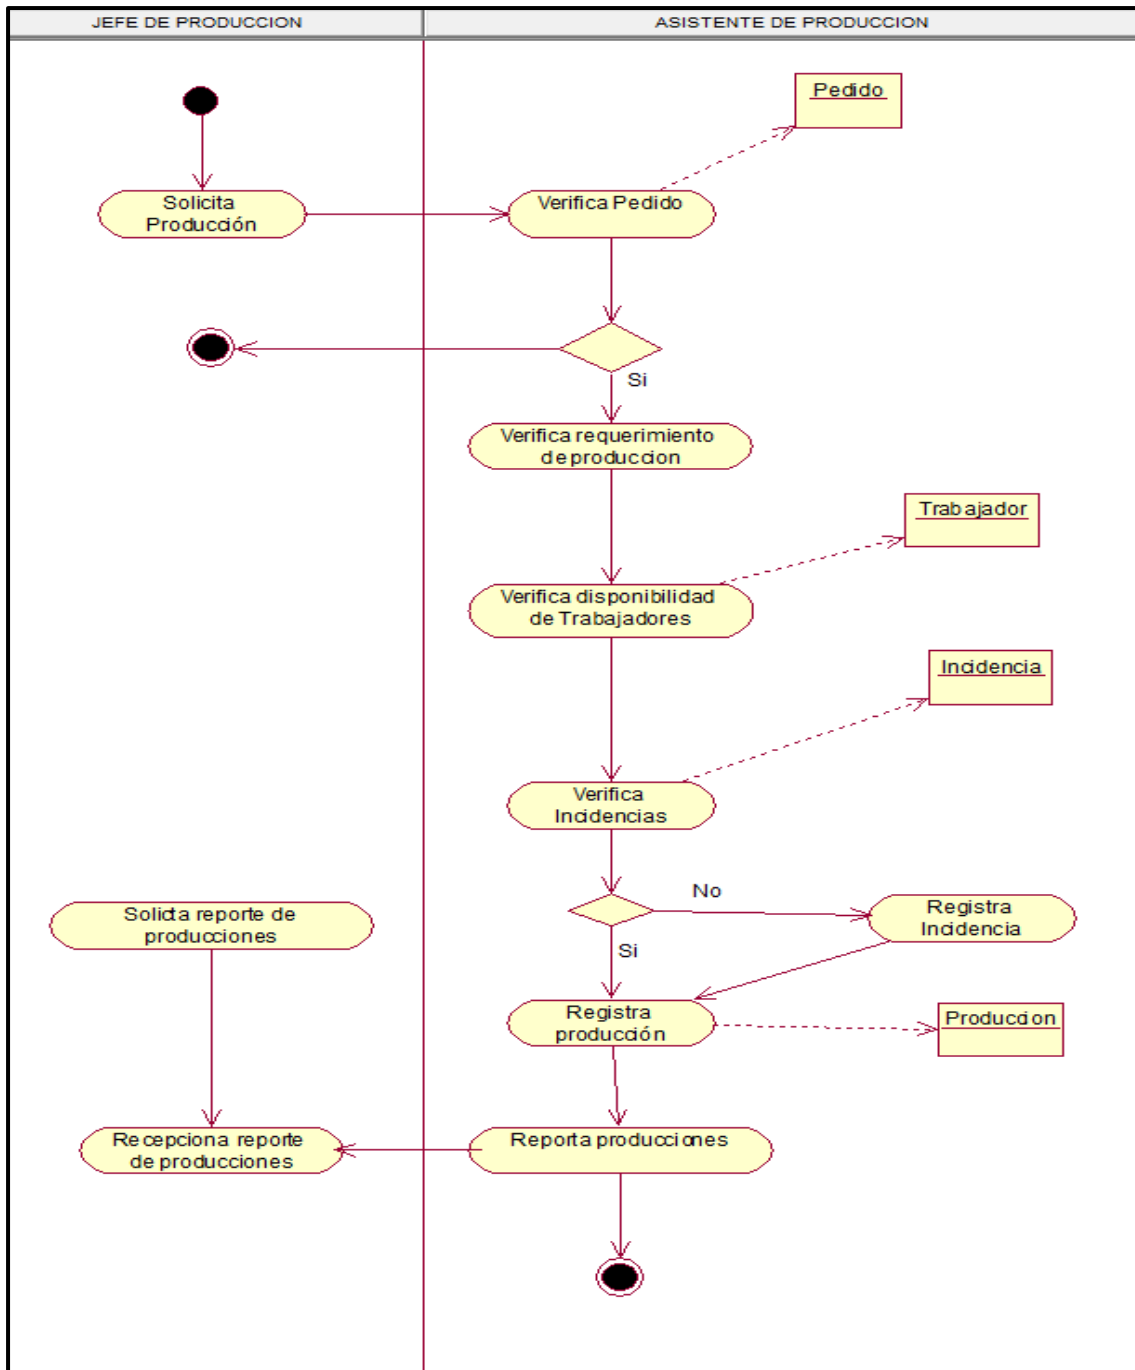 JEFE DE PRODUCCION
ASISTENTE DE PRODUCCION
Pedido
Solicita
Producción
Verifica Pedido
Si
Verifica requerimiento
de produccion
Trabajador
Verifica disponibilidad
de Trabajadores
Incidencia
Verifica
Incidencias
No
Solicta reporte de
producciones
Registra
Incidencia
Si
Registra
producción
Produccion
Recepciona reporte
de producciones
Reporta producciones